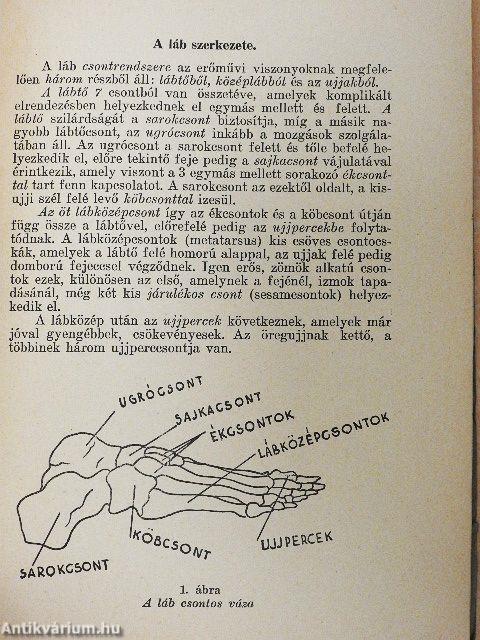 A láb szerkezete.
A láb csontrendszere az erőművi viszonyoknak megfele-
lően három részből áll: lábtőből, középlábból és az ujjakból.
A lábtő 7 csontból van összetéve, amelyek komplikált
elrendezésben helyezkednek el egymás mellett és felett. A
lábtő szilárdságát a sarokcsont biztosítja, míg a másik na-
gyobb lábtőcsont, az ugrócsont inkább a mozgások szolgála-
tában áll. Az ugrócsont a sarokcsont felett és tőle befelé he-
lyezkedik el, előre tekintő feje pedig a sajkacsont vájulatával
érintkezik, amely viszont a 3 egymás mellett sorakozó ékcsont-
tal tart fenn kapcsolatot. A sarokcsont az ezektől oldalt, a kis-
ujji szél felé levő köbcsonttal ízesül.
Az öt lábközépcsont így az ékcsontok és a köbcsont útján
függ össze a lábtővel, előrefelé pedig az ujjpercekbe folyta-
tódnak. A lábközépcsontok (metatarsus) kis csöves csontocs-
kák, amelyek a lábtő felé homorú alappal, az ujjak felé pedig
domború fejeccsel végződnek. Igen erős, zömök alkatú cson-
tok ezek, különösen az első, amelynek a fejénél, izmok tapa-
dásánál, még két kis járulékos csont (sesamcsontok) helyez-
kedik el.
A lábközép után az ujjpercek következnek, amelyek már
jóval gyengébbek, csökevényesek. Az öregujjnak kettő, a
többinek három ujjperccsontja van.
UGRÓCSONT
SAJKACSONT
ÉKCSONTOK
LÁBKÖZÉPCSONTOK
UJJPERCEK
KÖBCSONT
SAROKCSONT
1. ábra
A láb csontos váza
Antikvárium.hu